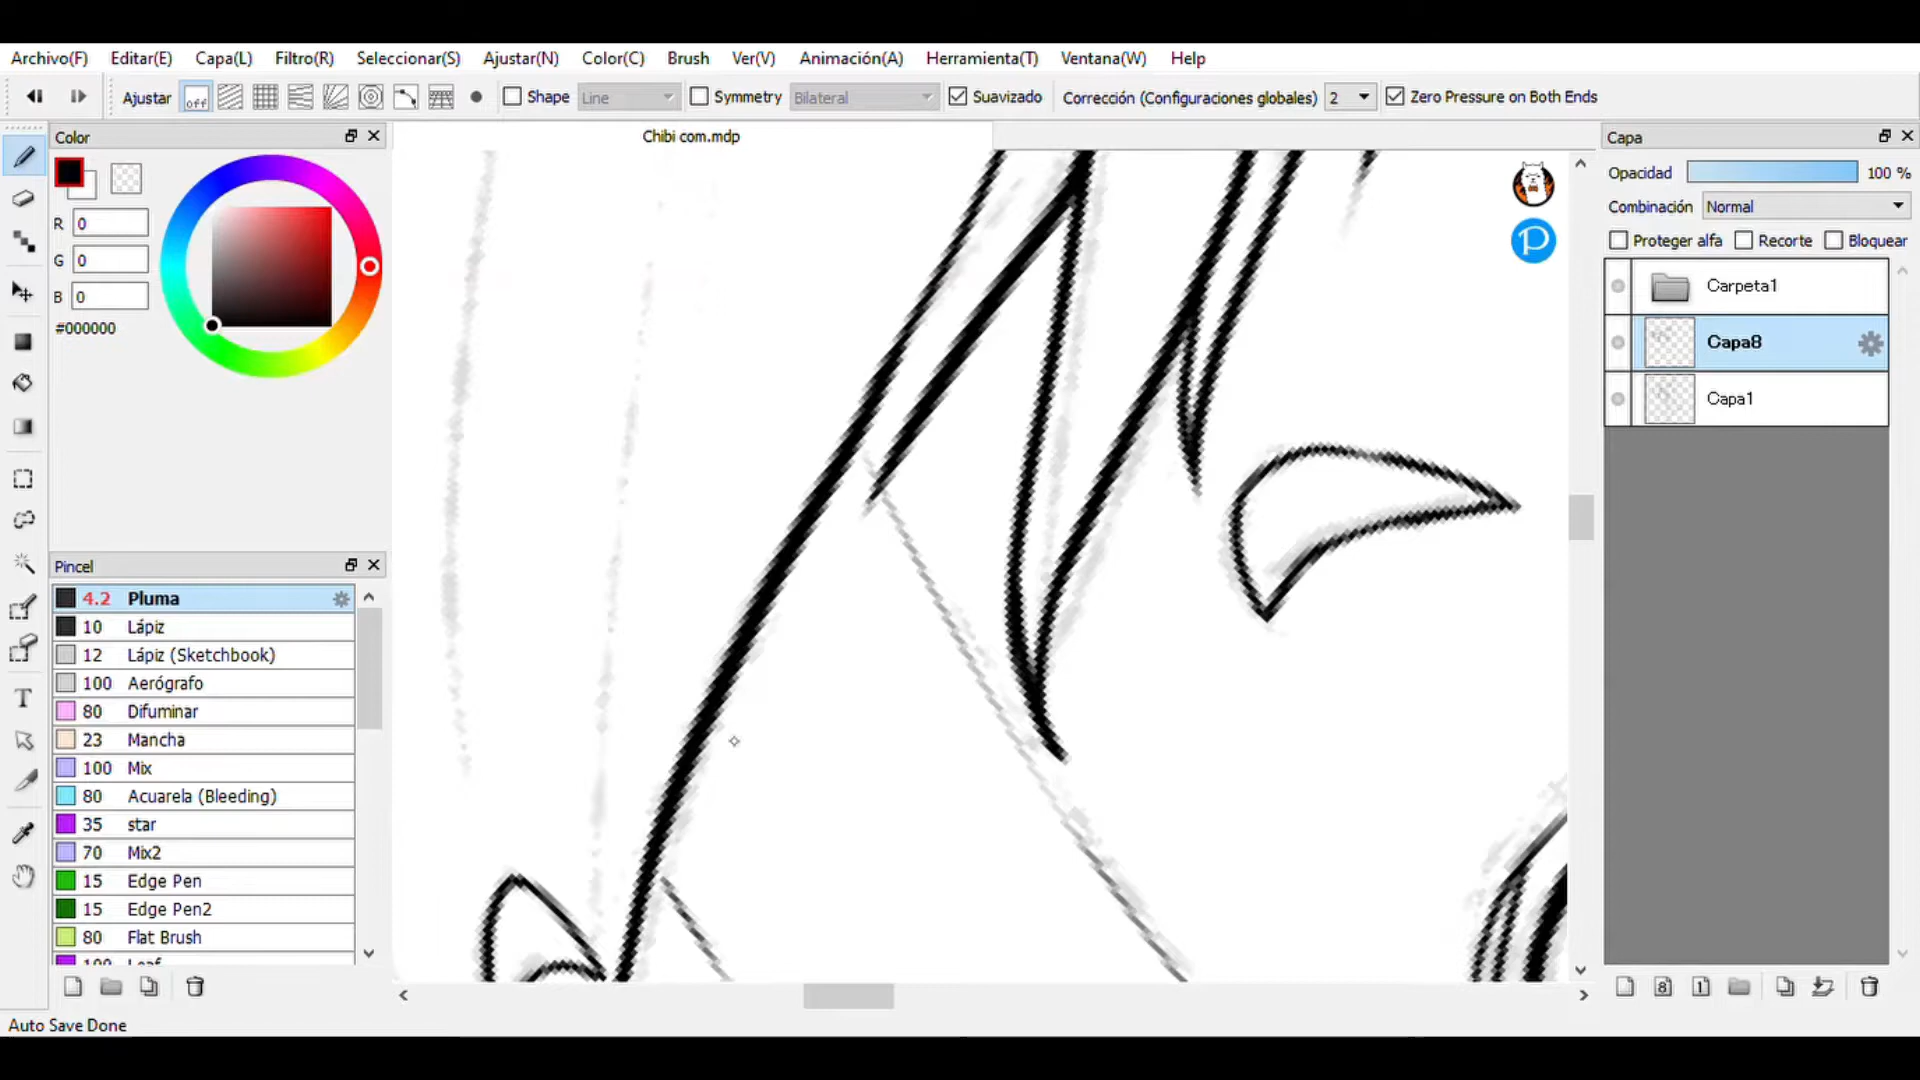 Archivo(F) Editar(E) Capa(L) Filtro(R) Seleccionar(S) Ajustar(N) Color(C) Brush Ver(V) Animación(A) Herramienta(T) Ventana(W) Help
Ajustar off Shape Line Symmetry Bilateral Suavizado Corrección (Configuraciones globales) 2 Zero Pressure on Both Ends
Color
Chibi com.mdp
Capa
R 0
G 0
B 0
#000000
Opacidad 100 %
Combinación Normal
Proteger alfa Recorte Bloquear
Carpeta1
Capa8
Capa1
Pincel
4.2 Pluma
10 Lápiz
12 Lápiz (Sketchbook)
100 Aerógrafo
80 Difuminar
23 Mancha
100 Mix
80 Acuarela (Bleeding)
35 star
70 Mix2
15 Edge Pen
15 Edge Pen2
80 Flat Brush
100 Leaf
8 1
Auto Save Done